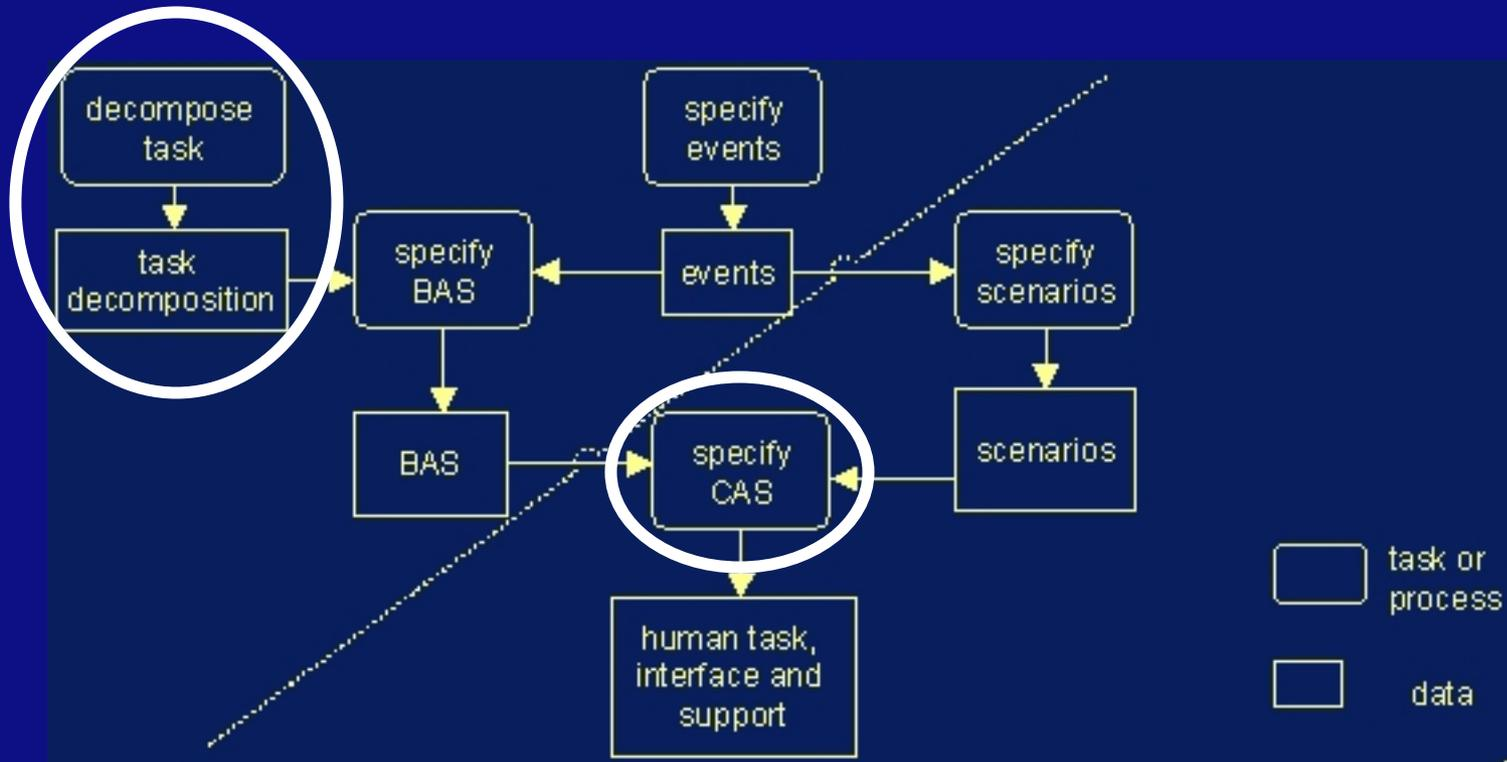 decompose
task
specify
events
task
decomposition
specify
BAS
events
specify
scenarios
BAS
specify
CAS
scenarios
human task,
interface and
support
task or
process
data